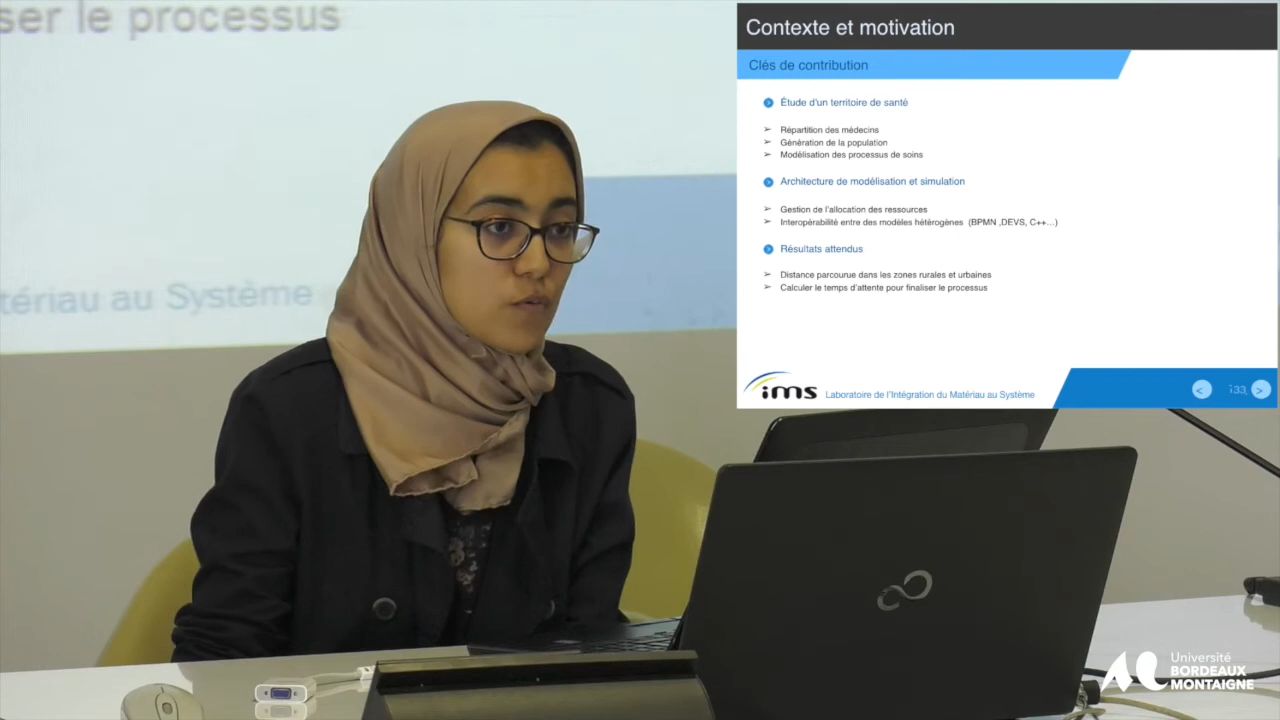 ser le processus
tériau au Système
Contexte et motivation
Clés de contribution
Étude d'un territoire de santé
Répartition des médecins
Génération de la population
Modélisation des processus de soins
Architecture de modélisation et simulation
Gestion de l'allocation des ressources
Interopérabilité entre des modèles hétérogènes (BPMN ,DEVS, C++...)
Résultats attendus
Distance parcourue dans les zones rurales et urbaines
Calculer le temps d'attente pour finaliser le processus
ims Laboratoire de l'Intégration du Matériau au Système
Université
BORDEAUX
MONTAIGNE